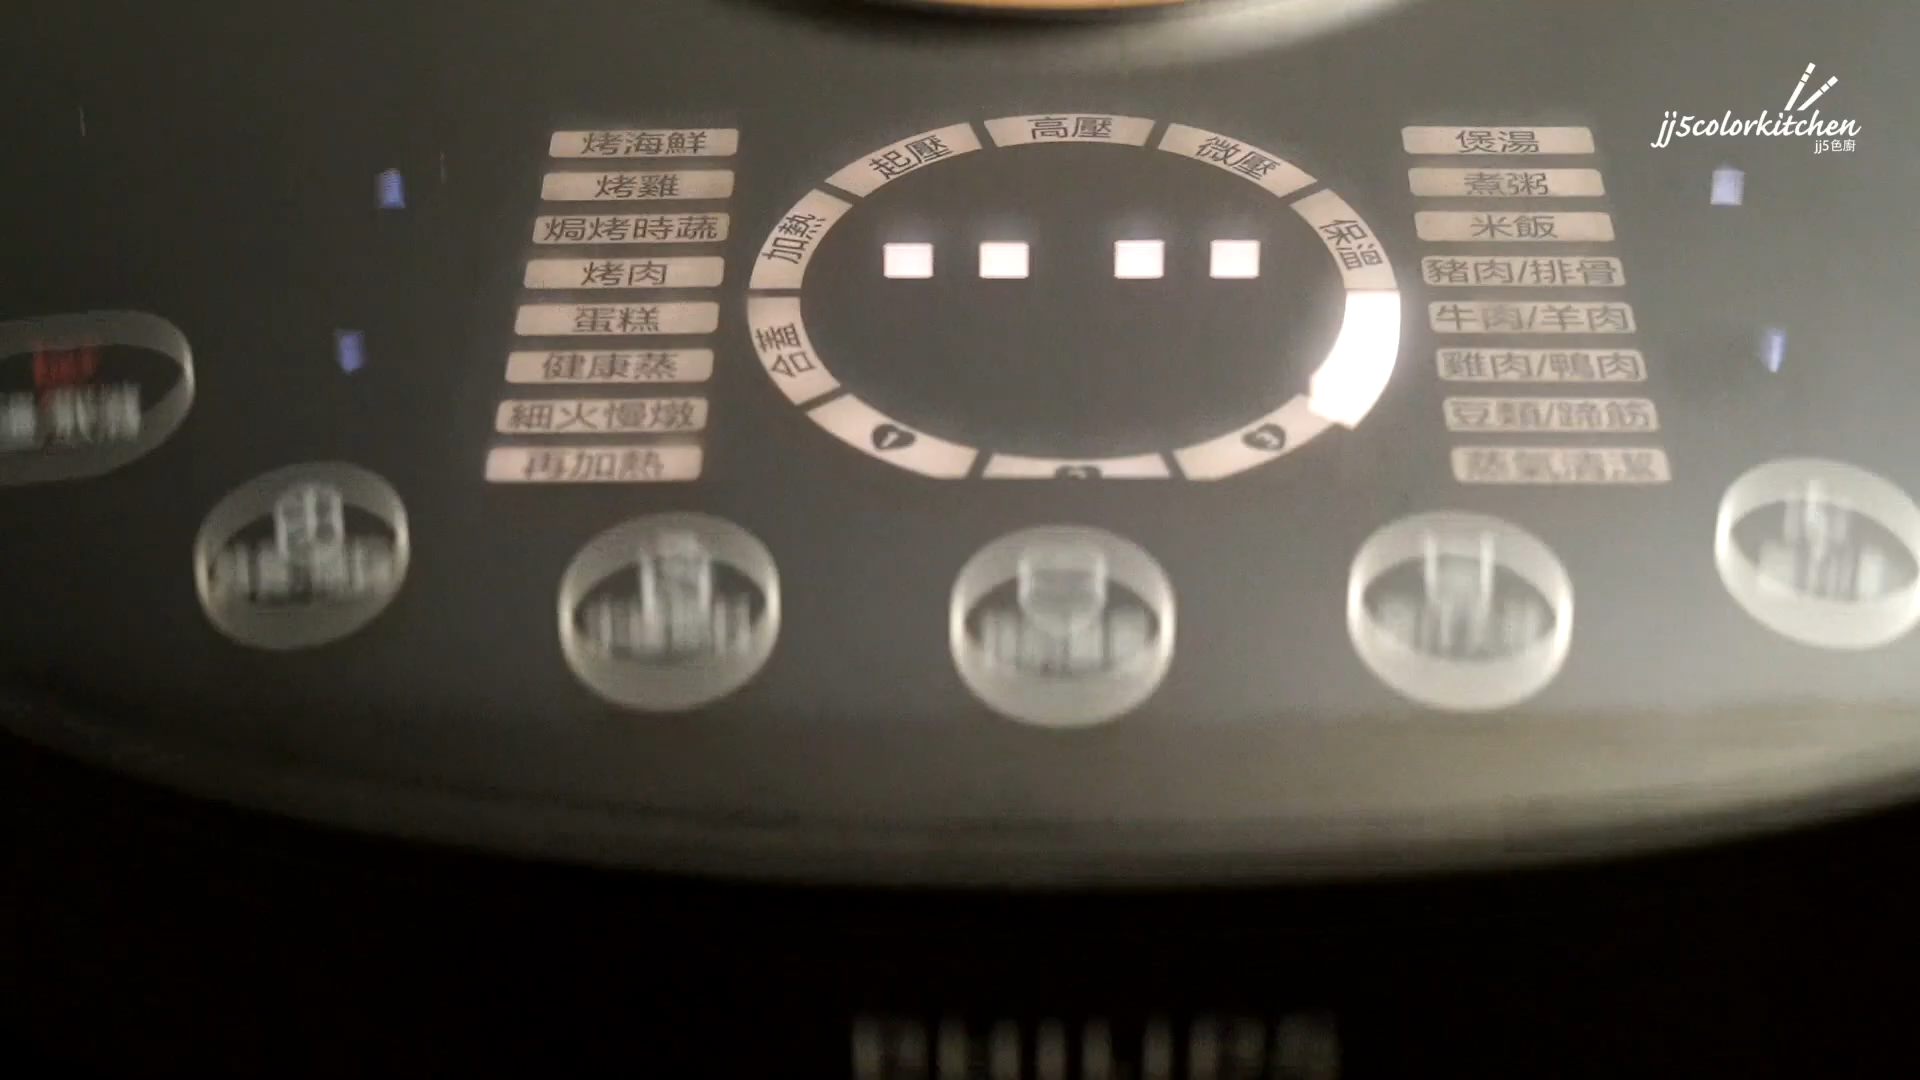 jj5colorkitchen
jj5色廚
烤海鮮
烤雞
焗烤時蔬
烤肉
蛋糕
健康蒸
細火慢燉
再加熱
合蓋
加熱
起壓
高壓
微壓
保溫
1
3
煲湯
煮粥
米飯
豬肉/排骨
牛肉/羊肉
雞肉/鴨肉
豆類/蹄筋
蒸氣清潔